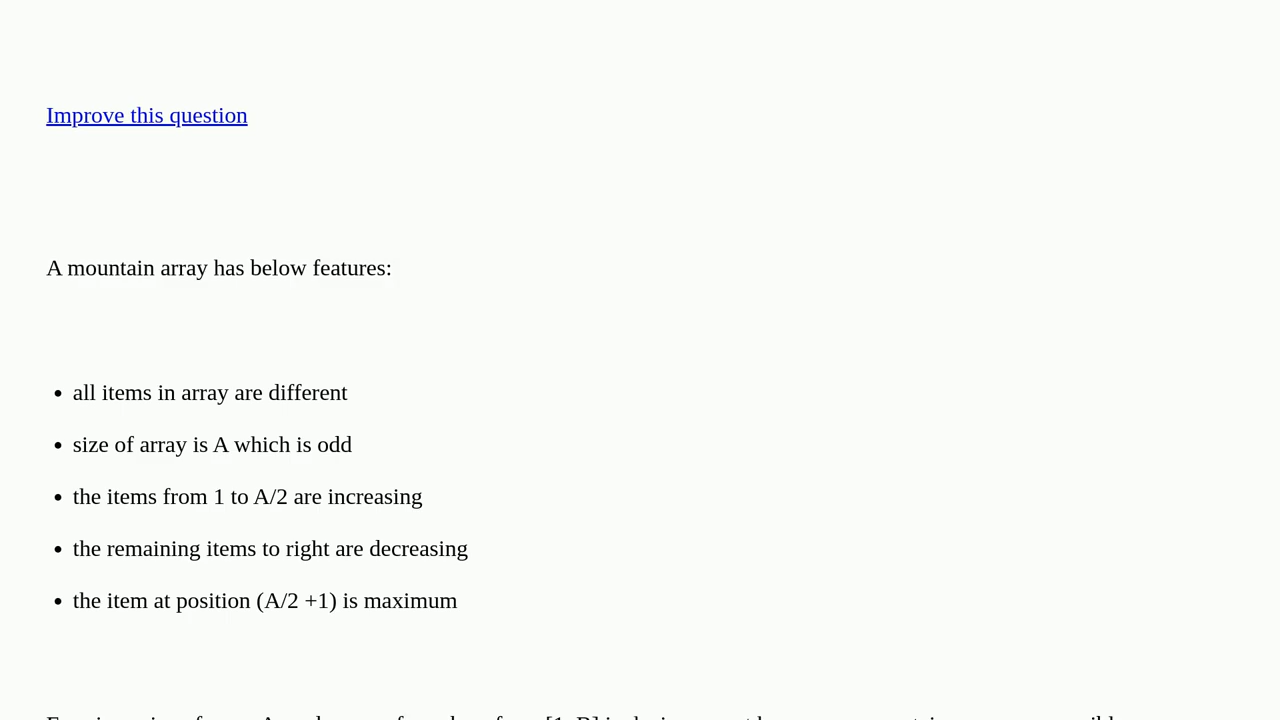 Improve this question
A mountain array has below features:
all items in array are different
size of array is A which is odd
the items from 1 to A/2 are increasing
the remaining items to right are decreasing
the item at position (A/2 +1) is maximum